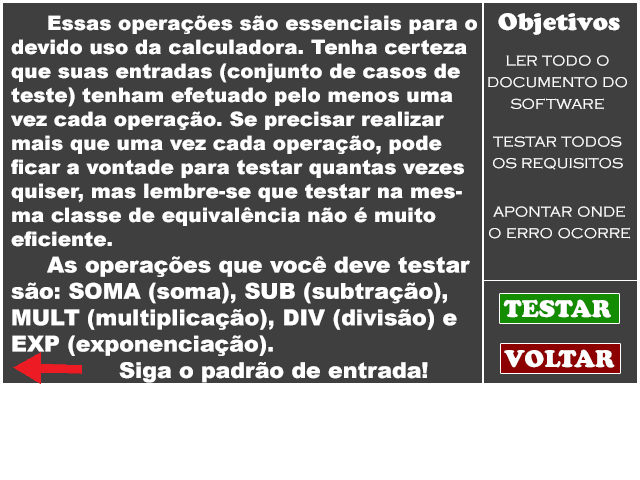 Essas operações são essenciais para o
devido uso da calculadora. Tenha certeza
que suas entradas (conjunto de casos de
teste) tenham efetuado pelo menos uma
vez cada operação. Se precisar realizar
mais que uma vez cada operação, pode
ficar a vontade para testar quantas vezes
quiser, mas lembre-se que testar na mes-
ma classe de equivalência não é muito
eficiente.
As operações que você deve testar
são: SOMA (soma), SUB (subtração),
MULT (multiplicação), DIV (divisão) e
EXP (exponenciação).
Siga o padrão de entrada!
Objetivos
LER TODO O
DOCUMENTO DO
SOFTWARE
TESTAR TODOS
OS REQUISITOS
APONTAR ONDE
O ERRO OCORRE
TESTAR
VOLTAR